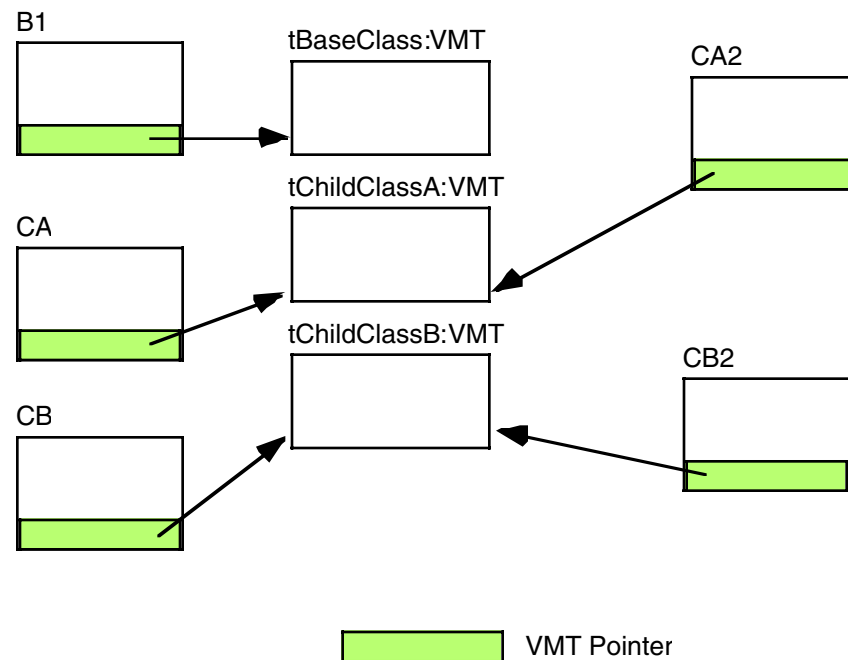 B1
tBaseClass:VMT
CA2
tChildClassA:VMT
CA
tChildClassB:VMT
CB2
CB
VMT Pointer